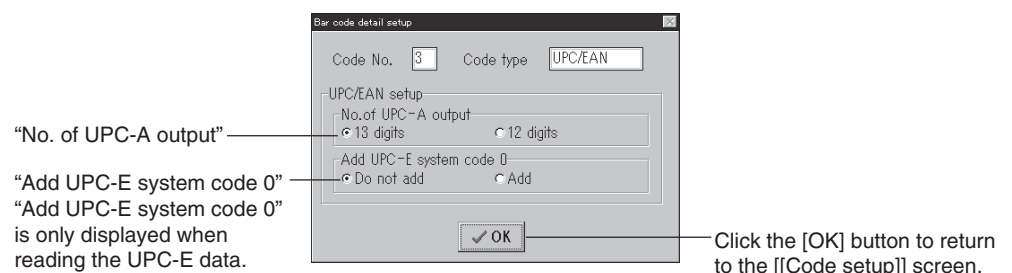 Bar code detail setup
Code No. 3 Code type UPC/EAN
UPC/EAN setup
No.of UPC-A output
13 digits 12 digits
Add UPC-E system code 0
Do not add Add
OK
“No. of UPC-A output”
“Add UPC-E system code 0”
“Add UPC-E system code 0”
is only displayed when
reading the UPC-E data.
Click the [OK] button to return
to the [[Code setup]] screen.